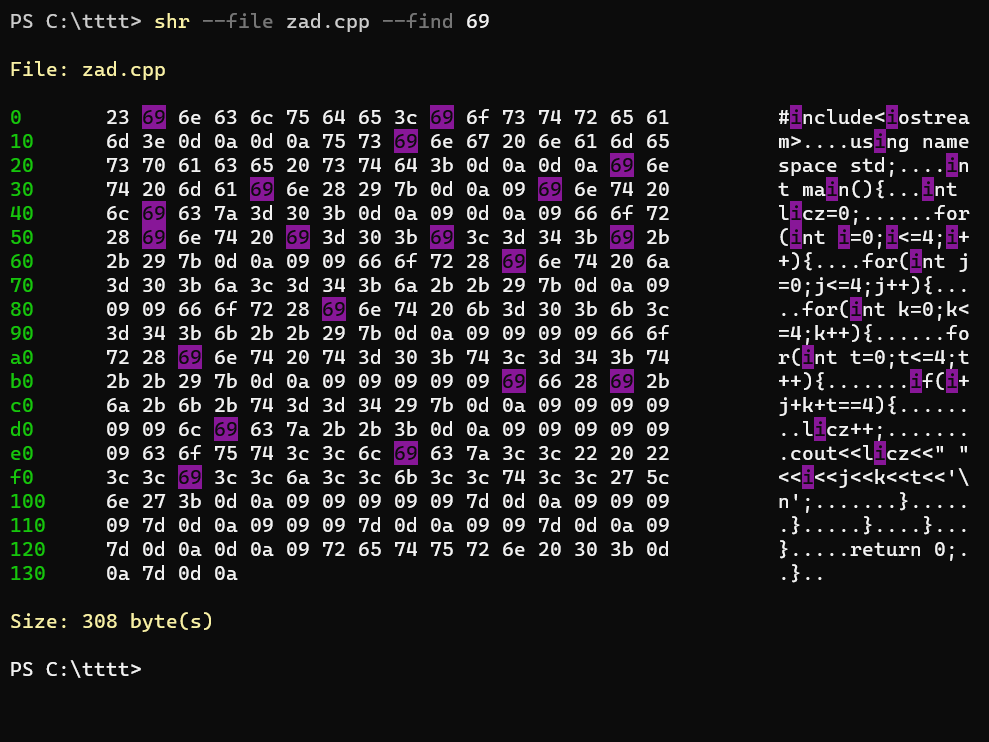 PS C:\tttt> shr --file zad.cpp --find 69
File: zad.cpp
0 23 69 6e 63 6c 75 64 65 3c 69 6f 73 74 72 65 61 #include<iostrea
10 6d 3e 0d 0a 0d 0a 75 73 69 6e 67 20 6e 61 6d 65 m>....using name
20 73 70 61 63 65 20 73 74 64 3b 0d 0a 0d 0a 69 6e space std;....in
30 74 20 6d 61 69 6e 28 29 7b 0d 0a 09 69 6e 74 20 t main(){...int
40 6c 69 63 7a 3d 30 3b 0d 0a 09 0d 0a 09 66 6f 72 licz=0;......for
50 28 69 6e 74 20 69 3d 30 3b 69 3c 3d 34 3b 69 2b (int i=0;i<=4;i+
60 2b 29 7b 0d 0a 09 09 66 6f 72 28 69 6e 74 20 6a +){....for(int j
70 3d 30 3b 6a 3c 3d 34 3b 6a 2b 2b 29 7b 0d 0a 09 =0;j<=4;j++){...
80 09 09 66 6f 72 28 69 6e 74 20 6b 3d 30 3b 6b 3c ..for(int k=0;k<
90 3d 34 3b 6b 2b 2b 29 7b 0d 0a 09 09 09 09 66 6f =4;k++){......fo
a0 72 28 69 6e 74 20 74 3d 30 3b 74 3c 3d 34 3b 74 r(int t=0;t<=4;t
b0 2b 2b 29 7b 0d 0a 09 09 09 09 09 69 66 28 69 2b ++){.......if(i+
c0 6a 2b 6b 2b 74 3d 3d 34 29 7b 0d 0a 09 09 09 09 j+k+t==4){......
d0 09 09 6c 69 63 7a 2b 2b 3b 0d 0a 09 09 09 09 09 ..licz++;.......
e0 09 63 6f 75 74 3c 3c 6c 69 63 7a 3c 3c 22 20 22 .cout<<licz<<" "
f0 3c 3c 69 3c 3c 6a 3c 3c 6b 3c 3c 74 3c 3c 27 5c <<i<<j<<k<<t<<'\
100 6e 27 3b 0d 0a 09 09 09 09 09 7d 0d 0a 09 09 09 n';.......}.....
110 09 7d 0d 0a 09 09 09 7d 0d 0a 09 09 7d 0d 0a 09 .}.....}....}...
120 7d 0d 0a 0d 0a 09 72 65 74 75 72 6e 20 30 3b 0d }.....return 0;.
130 0a 7d 0d 0a .}..
Size: 308 byte(s)
PS C:\tttt>